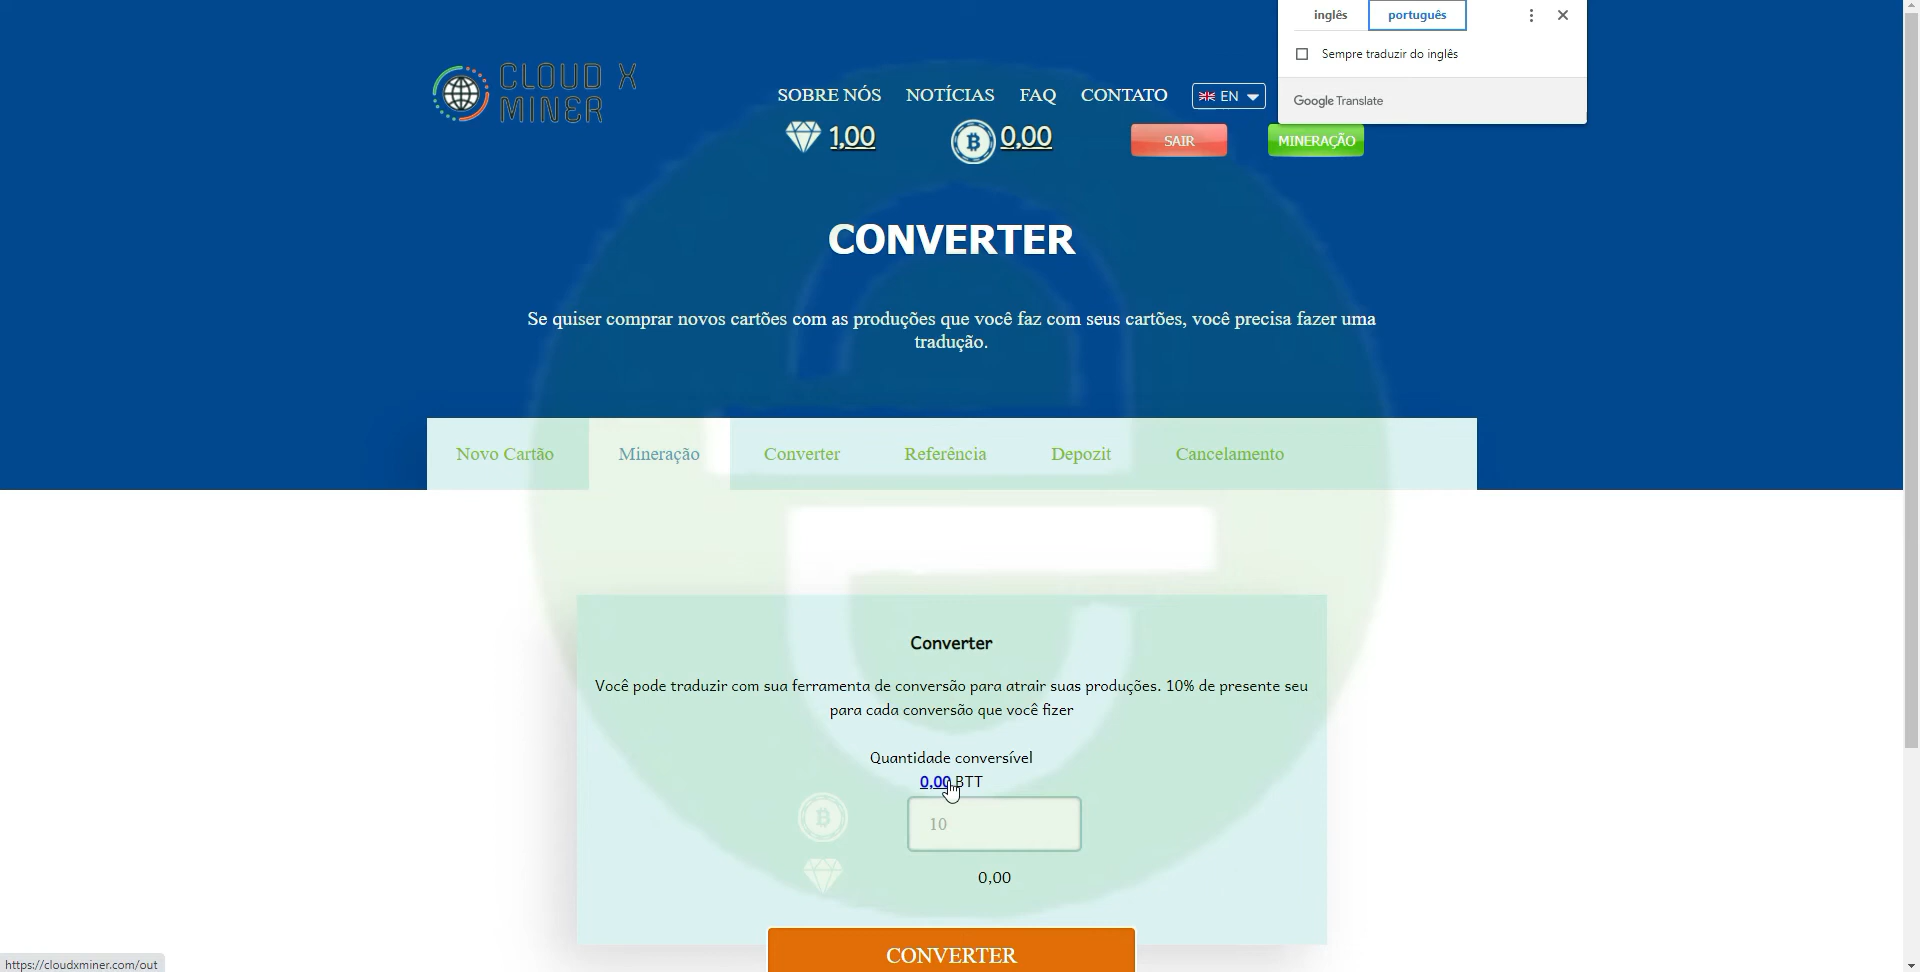 inglês português
Sempre traduzir do inglês
Google Translate
CLOUD X
MINER
SOBRE NÓS NOTÍCIAS FAQ CONTATO EN
1,00 0,00 SAIR MINERAÇÃO
CONVERTER
Se quiser comprar novos cartões com as produções que você faz com seus cartões, você precisa fazer uma
tradução.
Novo Cartão Mineração Converter Referência Depozit Cancelamento
Converter
Você pode traduzir com sua ferramenta de conversão para atrair suas produções. 10% de presente seu
para cada conversão que você fizer
Quantidade conversível
0,00 BTT
10
0,00
CONVERTER
https://cloudxminer.com/out